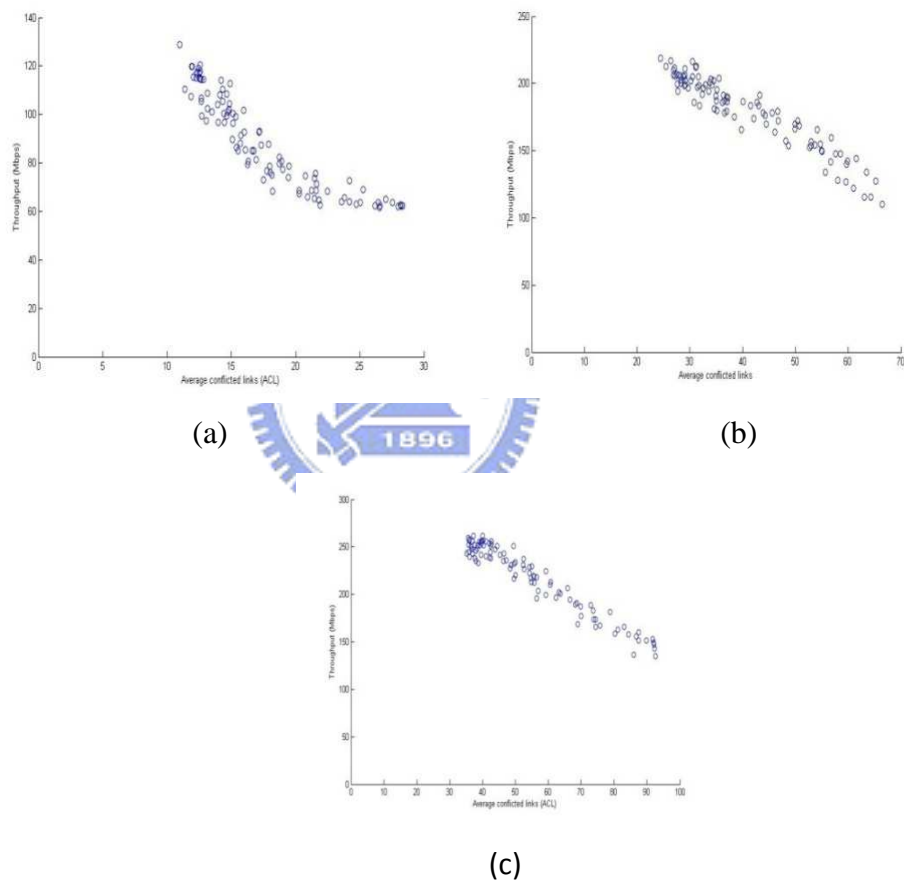 140
120
100
80
60
40
20
0
Throughput (Mbps)
0 5 10 15 20 25 30
Average conflicted links (ACL)
(a)
250
200
150
100
50
0
Throughput (Mbps)
0 10 20 30 40 50 60 70
Average conflicted links
(b)
1896
300
250
200
150
100
50
0
Throughput (Mbps)
0 10 20 30 40 50 60 70 80 90 100
Average conflicted links (ACL)
(c)